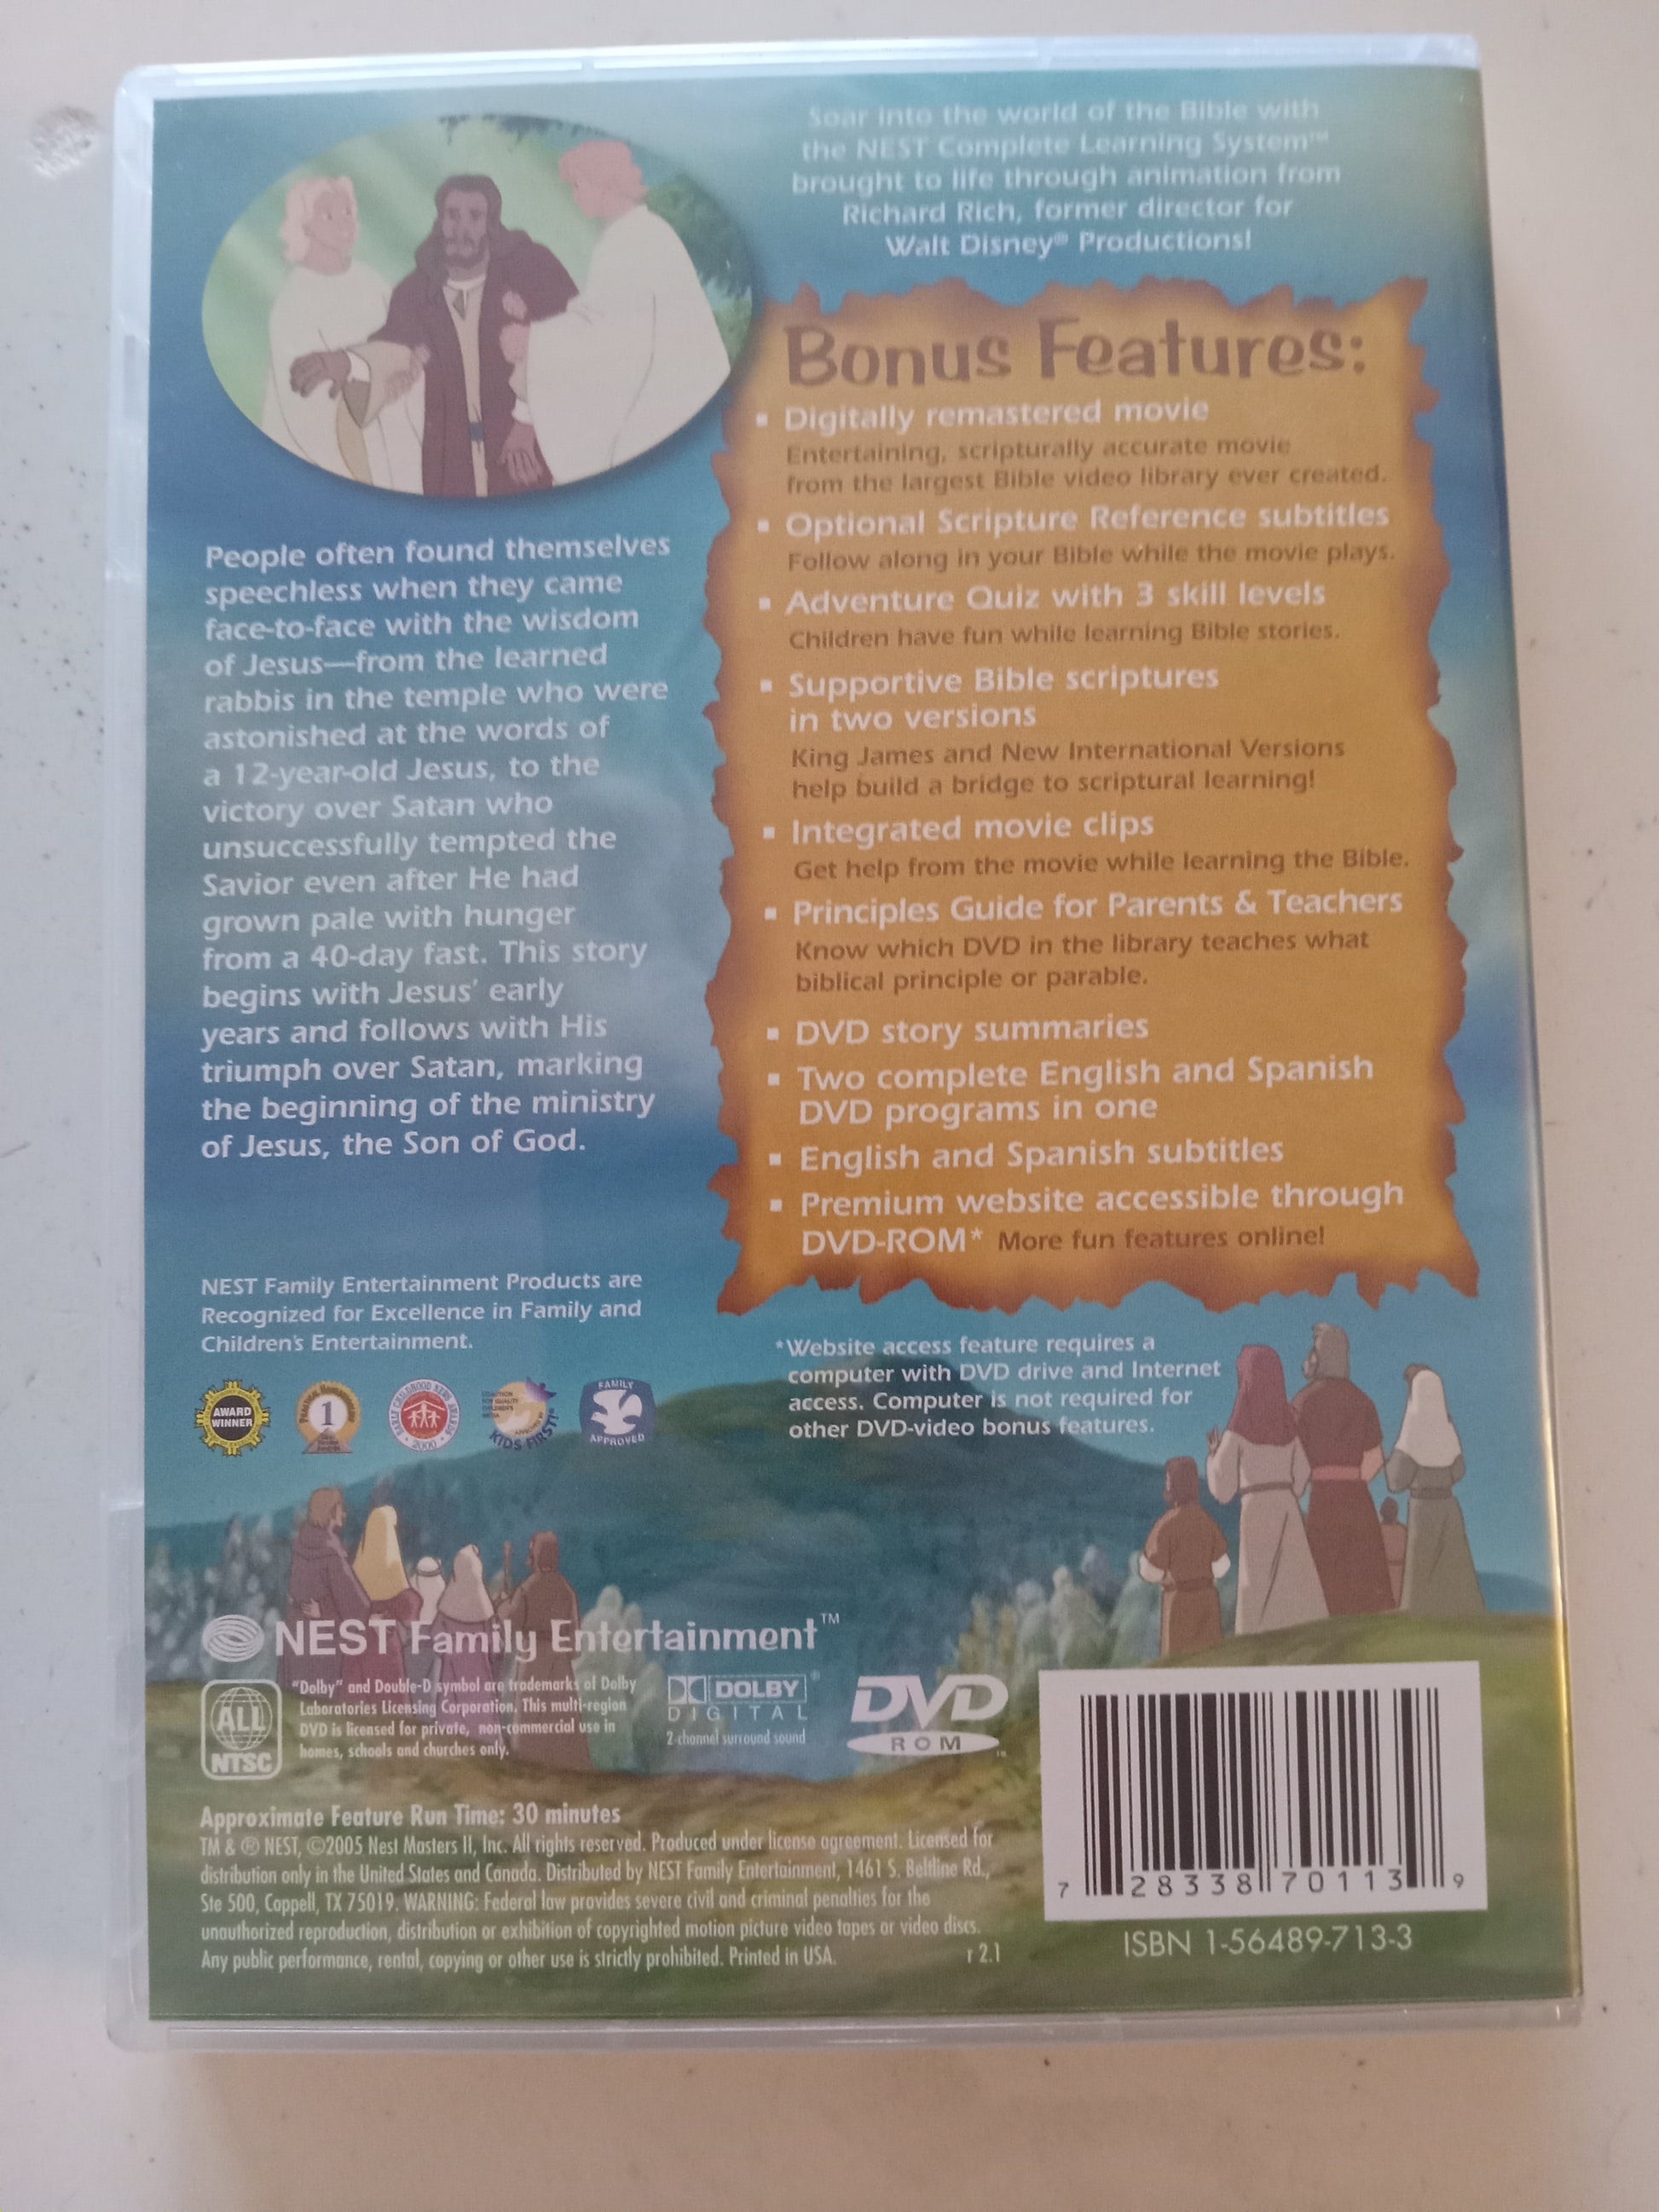 Soar into the world of the Bible with
the NEST Complete Learning System™
brought to life through animation from
Richard Rich, former director for
Walt Disney® Productions!
People often found themselves
speechless when they came
face-to-face with the wisdom
of Jesus—from the learned
rabbis in the temple who were
astonished at the words of
a 12-year-old Jesus, to the
victory over Satan who
unsuccessfully tempted the
Savior even after He had
grown pale with hunger
from a 40-day fast. This story
begins with Jesus' early
years and follows with His
triumph over Satan, marking
the beginning of the ministry
of Jesus, the Son of God.
Bonus Features:
▪ Digitally remastered movie
Entertaining, scripturally accurate movie
from the largest Bible video library ever created.
▪ Optional Scripture Reference subtitles
Follow along in your Bible while the movie plays.
▪ Adventure Quiz with 3 skill levels
Children have fun while learning Bible stories.
▪ Supportive Bible scriptures
in two versions
King James and New International Versions
help build a bridge to scriptural learning!
▪ Integrated movie clips
Get help from the movie while learning the Bible.
▪ Principles Guide for Parents & Teachers
Know which DVD in the library teaches what
biblical principle or parable.
▪ DVD story summaries
▪ Two complete English and Spanish
DVD programs in one
▪ English and Spanish subtitles
▪ Premium website accessible through
DVD-ROM* More fun features online!
NEST Family Entertainment Products are
Recognized for Excellence in Family and
Children's Entertainment.
AWARD
WINNER
1
2000
COALITION
FOR QUALITY
CHILDREN'S
MEDIA
KIDS FIRST!®
FAMILY
APPROVED
*Website access feature requires a
computer with DVD drive and Internet
access. Computer is not required for
other DVD-video bonus features.
NEST Family Entertainment™
ALL
NTSC
"Dolby" and Double-D symbol are trademarks of Dolby
Laboratories Licensing Corporation. This multi-region
DVD is licensed for private, non-commercial use in
homes, schools and churches only.
DOLBY®
DIGITAL
2-channel surround sound
DVD
ROM™
Approximate Feature Run Time: 30 minutes
TM & ® NEST, ©2005 Nest Masters II, Inc. All rights reserved. Produced under license agreement. Licensed for
distribution only in the United States and Canada. Distributed by NEST Family Entertainment, 1461 S. Beltline Rd.,
Ste 500, Coppell, TX 75019. WARNING: Federal law provides severe civil and criminal penalties for the
unauthorized reproduction, distribution or exhibition of copyrighted motion picture video tapes or video discs.
Any public performance, rental, copying or other use is strictly prohibited. Printed in USA.
r 2.1
7 28338 70113 9
ISBN 1-56489-713-3